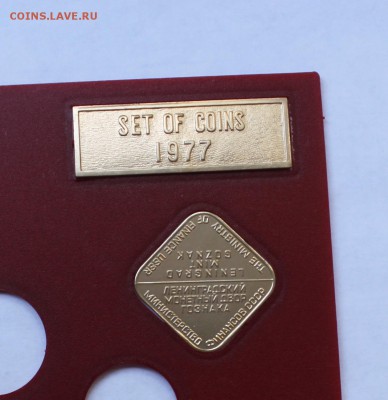 COINS.LAVE.RU
SET OF COINS
1977
THE MINISTRY OF FINANCE USSR
LENINGRAD
MINT
GOZNAK
ЛЕНИНГРАДСКИЙ
МОНЕТНЫЙ ДВОР
ГОЗНАКА
МИНИСТЕРСТВО ФИНАНСОВ СССР